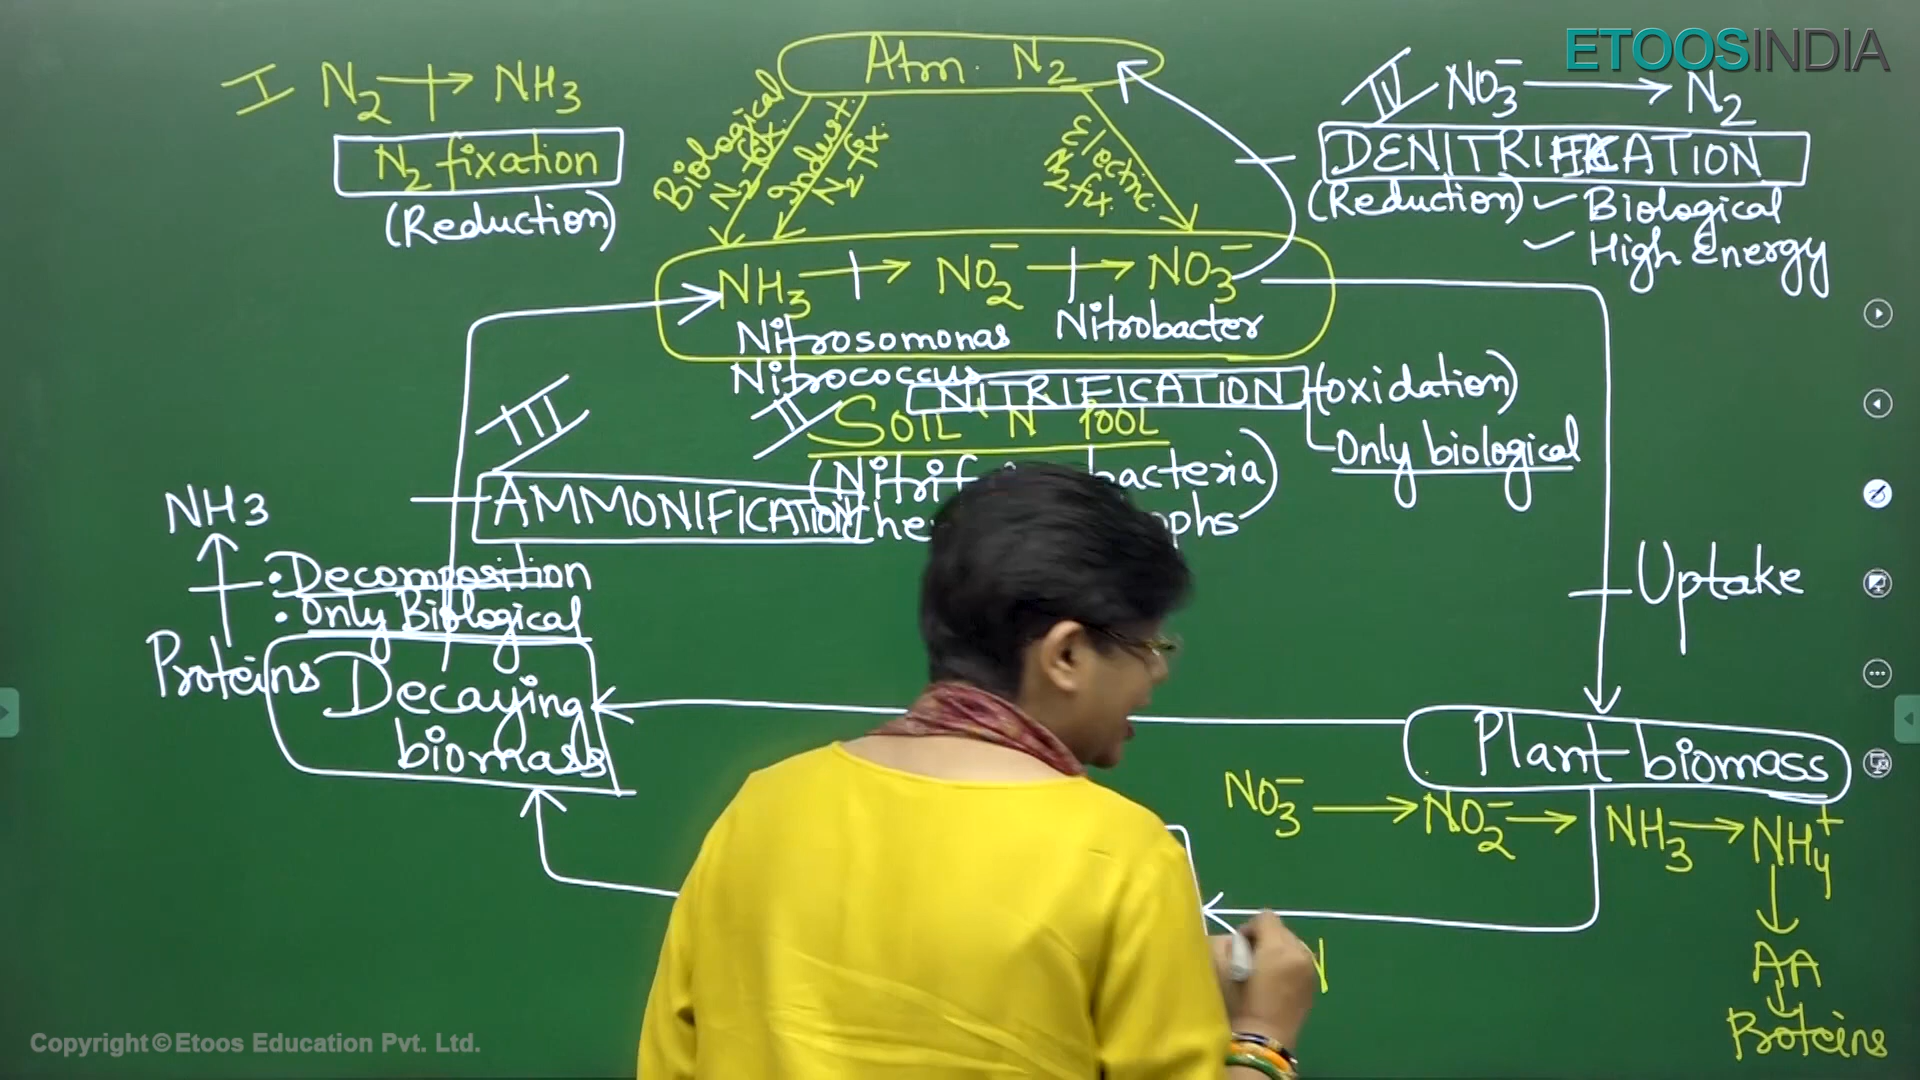 ETOOSINDIA
Atm. N2
I N2 → NH3
N2 fixation
(Reduction)
Biological N2 fix.
Indust. N2 fix
Electric. N2 fix.
IV NO3- → N2
DENITRIFICATION
(Reduction) ✓ Biological
✓ High Energy
NH3 → NO2- → NO3-
Nitrosomonas Nitrobacter
Nitrococcus
II NITRIFICATION (oxidation)
Only biological
SOIL 'N' POOL
bacteria)
III
AMMONIFICATION
NH3
• Decomposition
• Only Biological
Proteins
Decaying
biomass
Uptake
Plant biomass
NO3- → NO2- → NH3 → NH4+
AA
Proteins
Copyright © Etoos Education Pvt. Ltd.